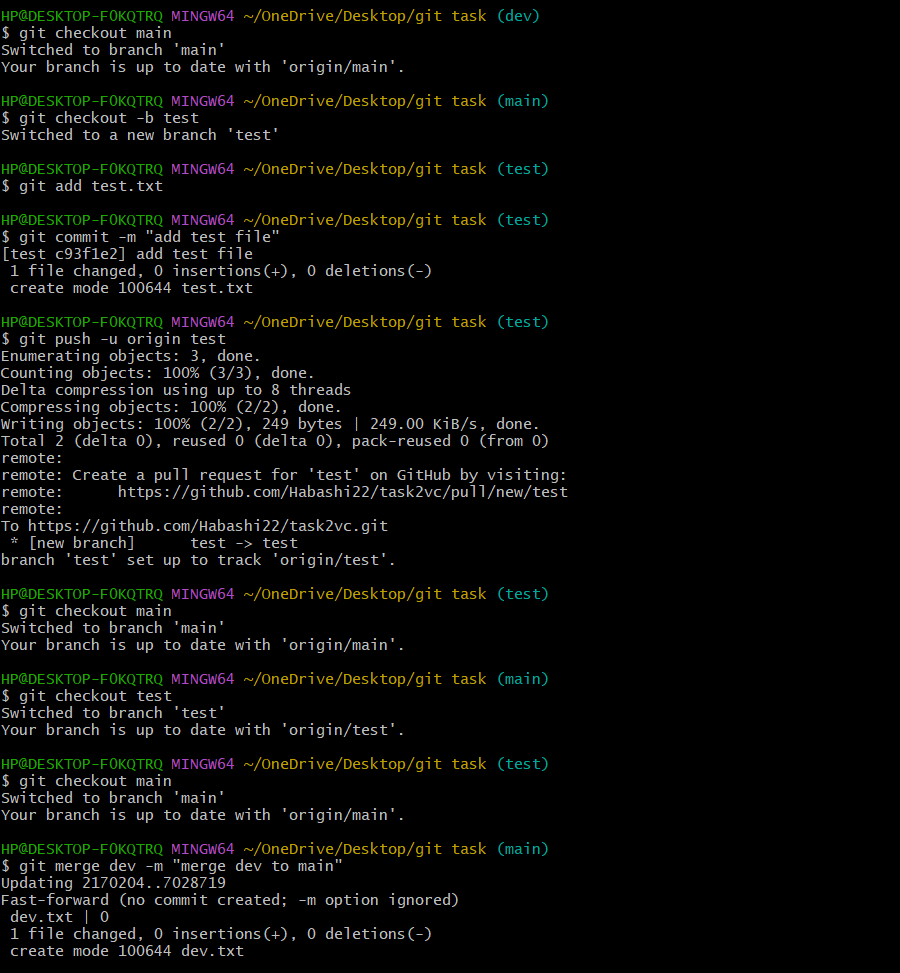 HP@DESKTOP-F0KQTRQ MINGW64 ~/OneDrive/Desktop/git task (dev)
$ git checkout main
Switched to branch 'main'
Your branch is up to date with 'origin/main'.
HP@DESKTOP-F0KQTRQ MINGW64 ~/OneDrive/Desktop/git task (main)
$ git checkout -b test
Switched to a new branch 'test'
HP@DESKTOP-F0KQTRQ MINGW64 ~/OneDrive/Desktop/git task (test)
$ git add test.txt
HP@DESKTOP-F0KQTRQ MINGW64 ~/OneDrive/Desktop/git task (test)
$ git commit -m "add test file"
[test c93f1e2] add test file
 1 file changed, 0 insertions(+), 0 deletions(-)
 create mode 100644 test.txt
HP@DESKTOP-F0KQTRQ MINGW64 ~/OneDrive/Desktop/git task (test)
$ git push -u origin test
Enumerating objects: 3, done.
Counting objects: 100% (3/3), done.
Delta compression using up to 8 threads
Compressing objects: 100% (2/2), done.
Writing objects: 100% (2/2), 249 bytes | 249.00 KiB/s, done.
Total 2 (delta 0), reused 0 (delta 0), pack-reused 0 (from 0)
remote:
remote: Create a pull request for 'test' on GitHub by visiting:
remote:      https://github.com/Habashi22/task2vc/pull/new/test
remote:
To https://github.com/Habashi22/task2vc.git
 * [new branch]      test -> test
branch 'test' set up to track 'origin/test'.
HP@DESKTOP-F0KQTRQ MINGW64 ~/OneDrive/Desktop/git task (test)
$ git checkout main
Switched to branch 'main'
Your branch is up to date with 'origin/main'.
HP@DESKTOP-F0KQTRQ MINGW64 ~/OneDrive/Desktop/git task (main)
$ git checkout test
Switched to branch 'test'
Your branch is up to date with 'origin/test'.
HP@DESKTOP-F0KQTRQ MINGW64 ~/OneDrive/Desktop/git task (test)
$ git checkout main
Switched to branch 'main'
Your branch is up to date with 'origin/main'.
HP@DESKTOP-F0KQTRQ MINGW64 ~/OneDrive/Desktop/git task (main)
$ git merge dev -m "merge dev to main"
Updating 2170204..7028719
Fast-forward (no commit created; -m option ignored)
 dev.txt | 0
 1 file changed, 0 insertions(+), 0 deletions(-)
 create mode 100644 dev.txt